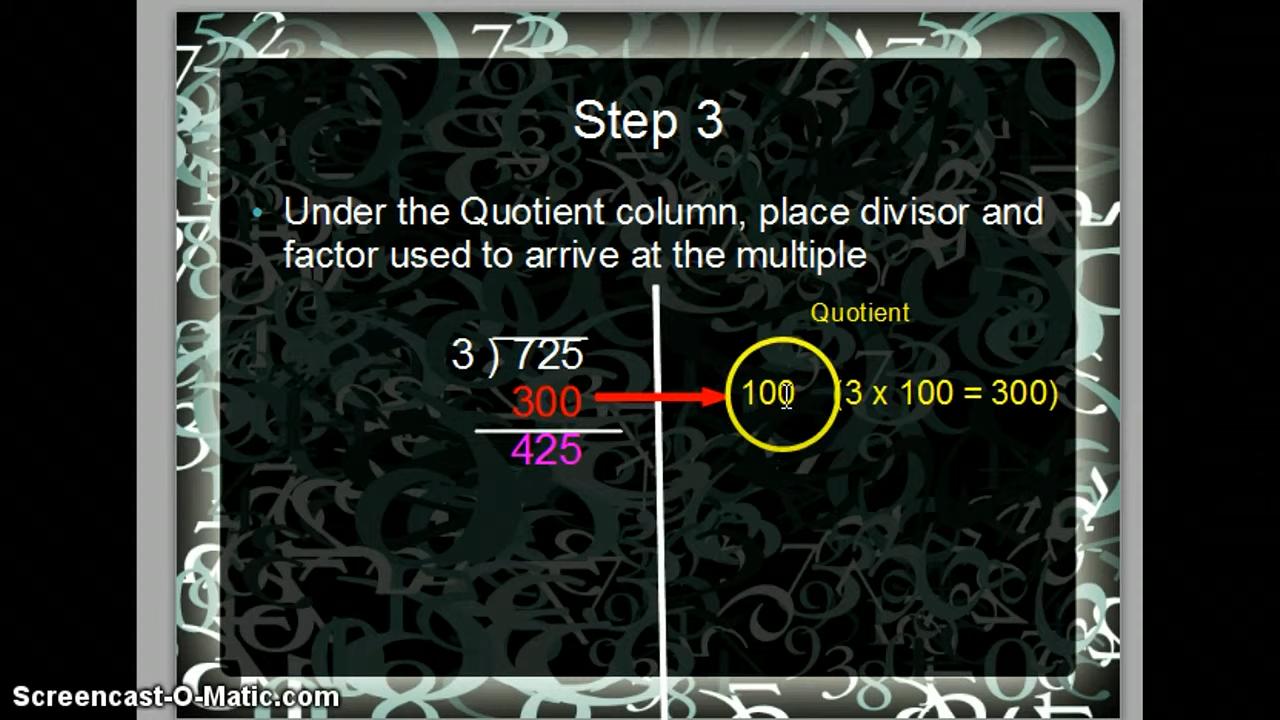 Step 3
• Under the Quotient column, place divisor and
factor used to arrive at the multiple
Quotient
3 ) 725
300
100 (3 x 100 = 300)
425
Screencast-O-Matic.com